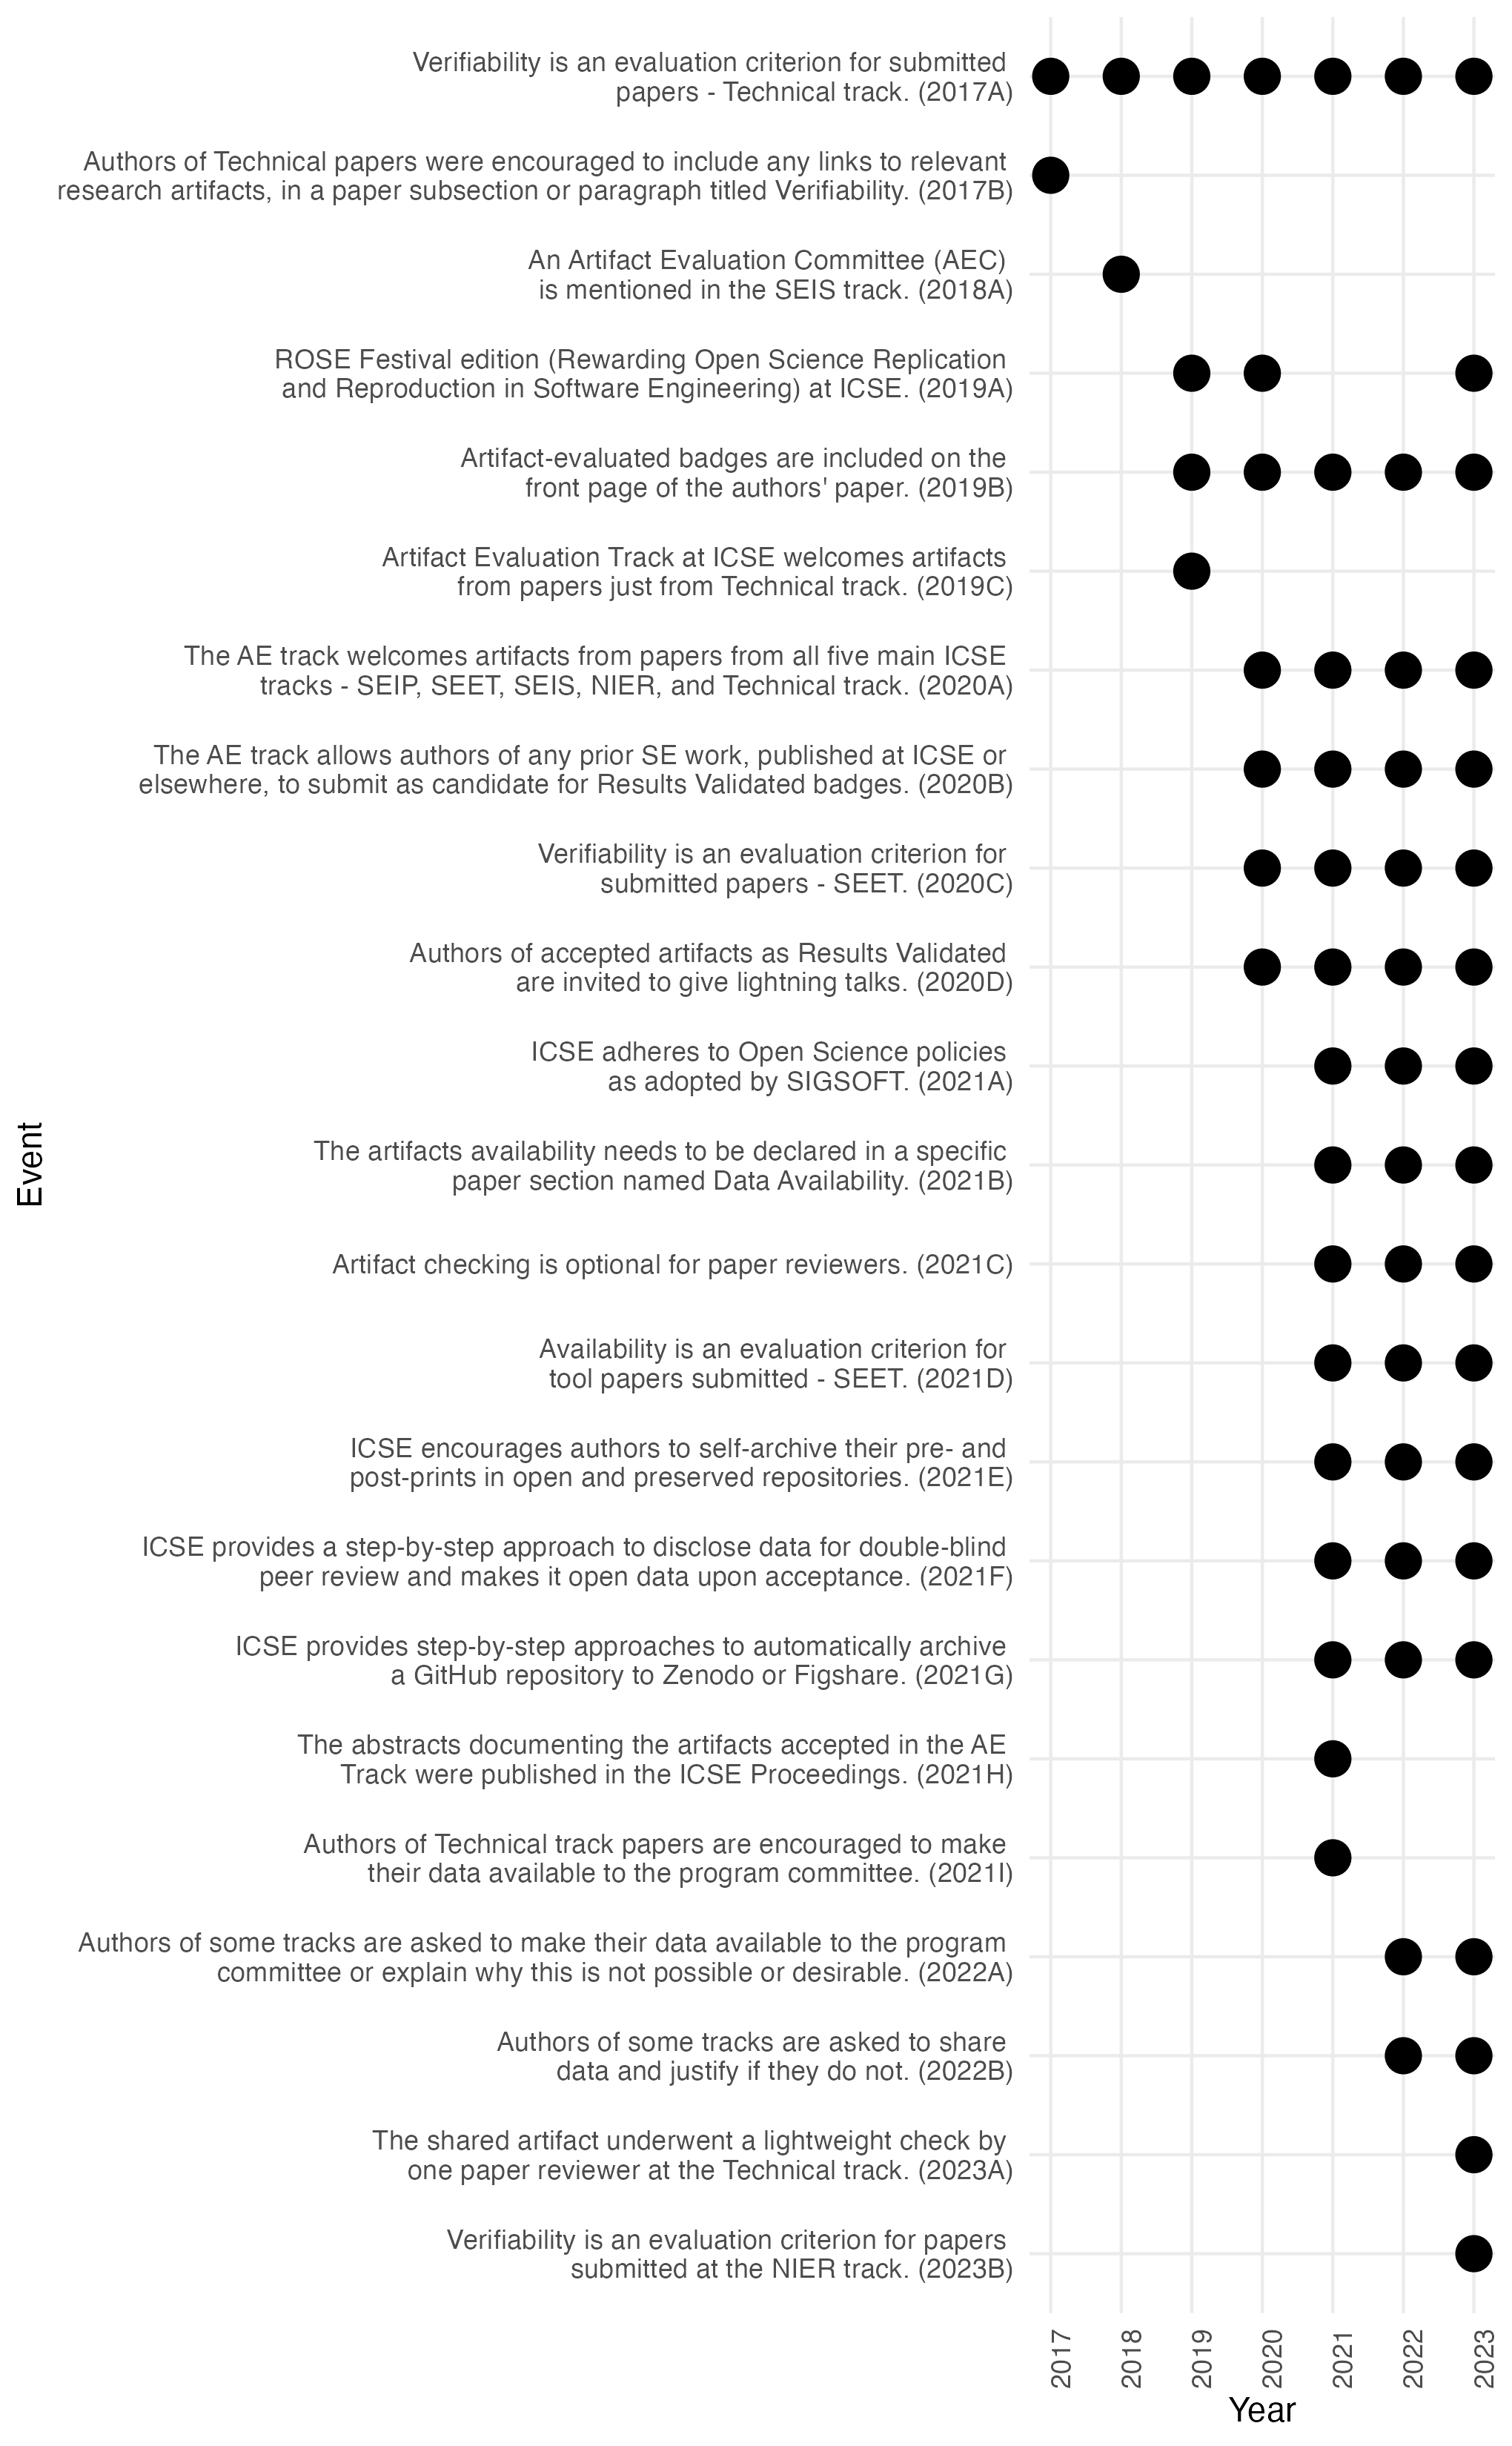 Verifiability is an evaluation criterion for submitted
papers - Technical track. (2017A)
Authors of Technical papers were encouraged to include any links to relevant
research artifacts, in a paper subsection or paragraph titled Verifiability. (2017B)
An Artifact Evaluation Committee (AEC)
is mentioned in the SEIS track. (2018A)
ROSE Festival edition (Rewarding Open Science Replication
and Reproduction in Software Engineering) at ICSE. (2019A)
Artifact-evaluated badges are included on the
front page of the authors' paper. (2019B)
Artifact Evaluation Track at ICSE welcomes artifacts
from papers just from Technical track. (2019C)
The AE track welcomes artifacts from papers from all five main ICSE
tracks - SEIP, SEET, SEIS, NIER, and Technical track. (2020A)
The AE track allows authors of any prior SE work, published at ICSE or
elsewhere, to submit as candidate for Results Validated badges. (2020B)
Verifiability is an evaluation criterion for
submitted papers - SEET. (2020C)
Authors of accepted artifacts as Results Validated
are invited to give lightning talks. (2020D)
ICSE adheres to Open Science policies
as adopted by SIGSOFT. (2021A)
The artifacts availability needs to be declared in a specific
paper section named Data Availability. (2021B)
Artifact checking is optional for paper reviewers. (2021C)
Availability is an evaluation criterion for
tool papers submitted - SEET. (2021D)
ICSE encourages authors to self-archive their pre- and
post-prints in open and preserved repositories. (2021E)
ICSE provides a step-by-step approach to disclose data for double-blind
peer review and makes it open data upon acceptance. (2021F)
ICSE provides step-by-step approaches to automatically archive
a GitHub repository to Zenodo or Figshare. (2021G)
The abstracts documenting the artifacts accepted in the AE
Track were published in the ICSE Proceedings. (2021H)
Authors of Technical track papers are encouraged to make
their data available to the program committee. (2021I)
Authors of some tracks are asked to make their data available to the program
committee or explain why this is not possible or desirable. (2022A)
Authors of some tracks are asked to share
data and justify if they do not. (2022B)
The shared artifact underwent a lightweight check by
one paper reviewer at the Technical track. (2023A)
Verifiability is an evaluation criterion for papers
submitted at the NIER track. (2023B)
Event
2017
2018
2019
2020
2021
2022
2023
Year